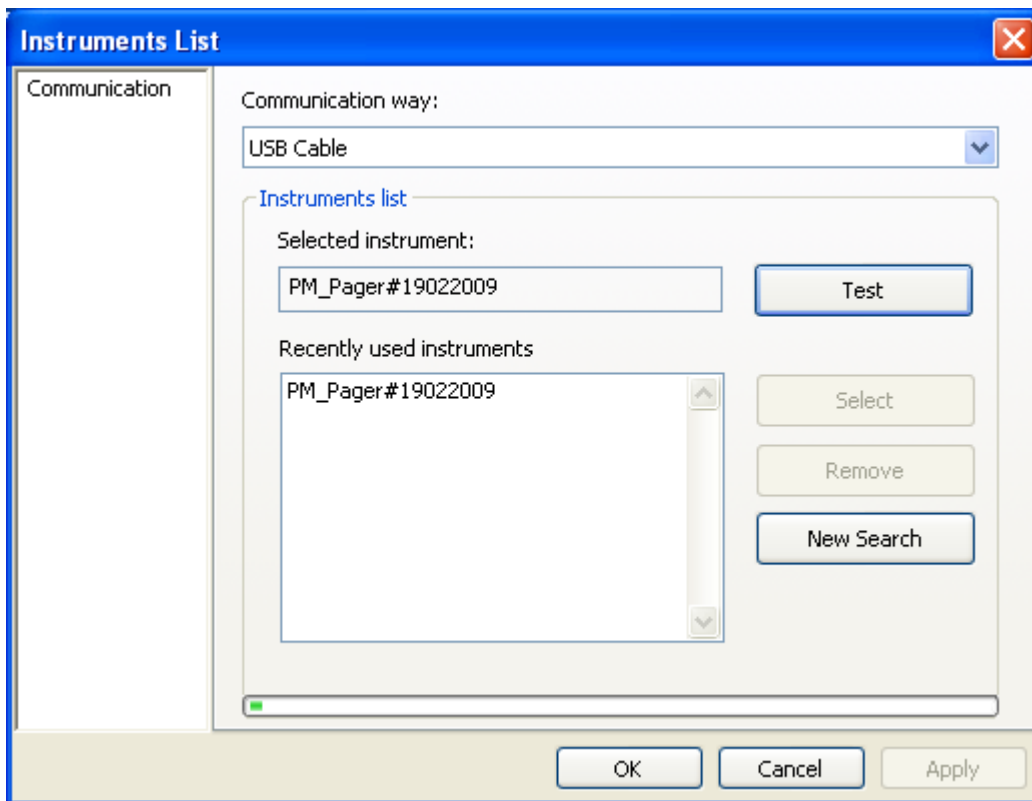 Instruments List
Communication
Communication way:
USB Cable
Instruments list
Selected instrument:
PM_Pager#19022009
Test
Recently used instruments
PM_Pager#19022009
Select
Remove
New Search
OK
Cancel
Apply